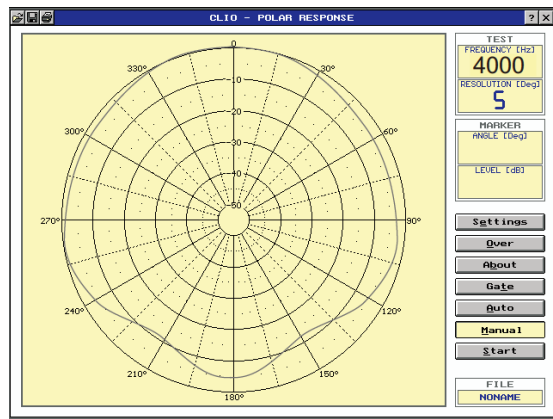 CLIO - POLAR RESPONSE
? ×
TEST
FREQUENCY [Hz]
4000
RESOLUTION [Deg]
5
MARKER
ANGLE [Deg]
LEVEL [dB]
Settings
Over
About
Gate
Auto
Manual
Start
FILE
NONAME
0
330° 30°
-10
-20
300° 60°
-30
-40
-50
270° 90°
240° 120°
210° 150°
180°